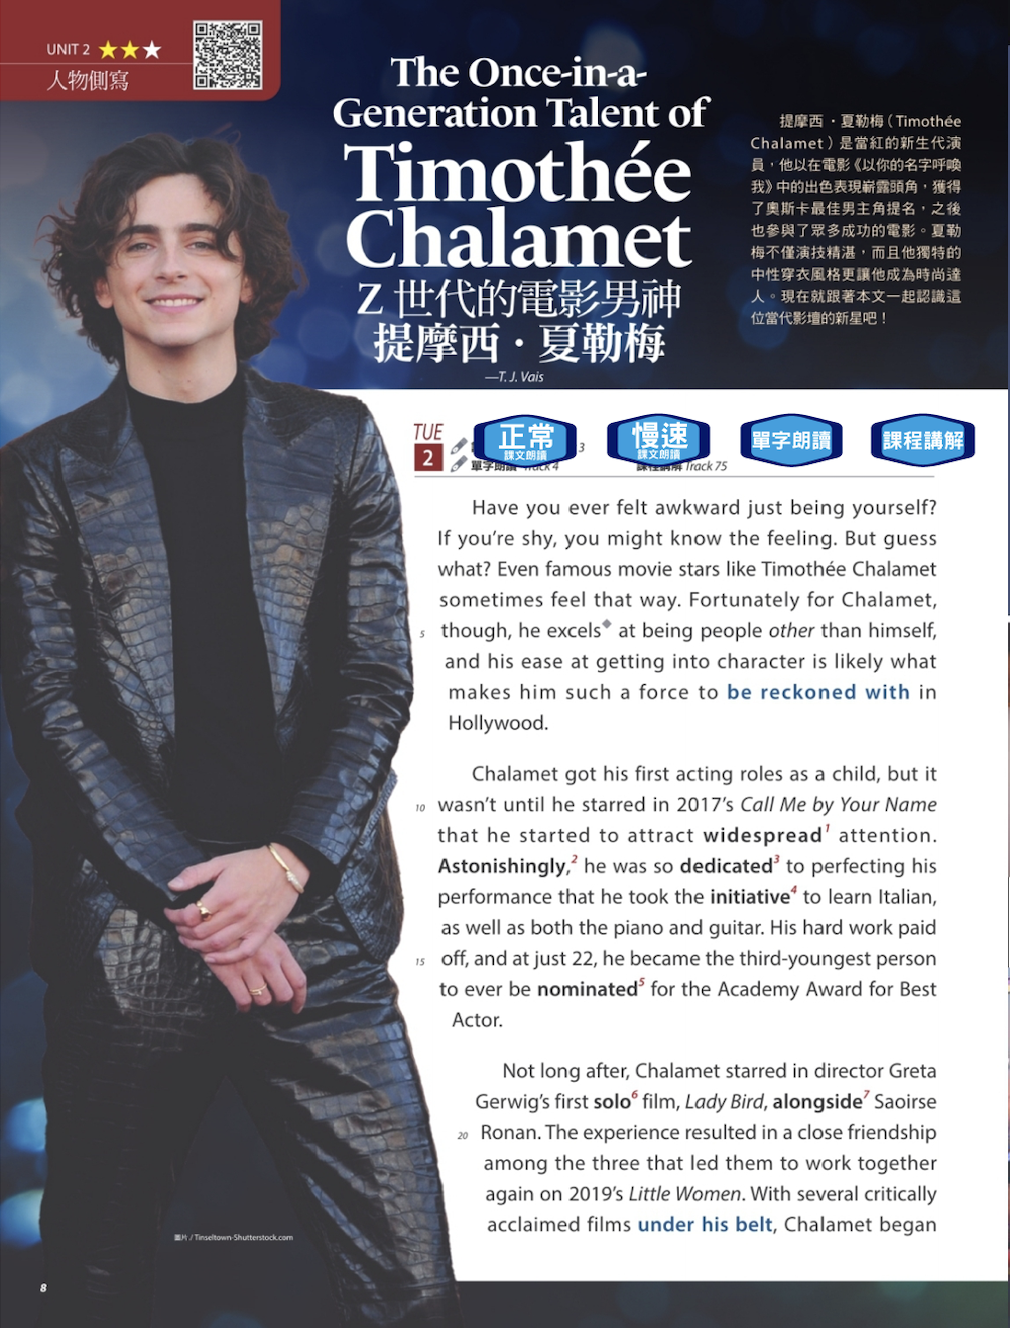 UNIT 2
人物側寫
The Once-in-a-
Generation Talent of
Timothée
Chalamet
Z 世代的電影男神
提摩西・夏勒梅
—T. J. Vais
提摩西・夏勒梅（Timothée
Chalamet）是當紅的新生代演
員，他以在電影《以你的名字呼喚
我》中的出色表現嶄露頭角，獲得
了奧斯卡最佳男主角提名，之後
也參與了眾多成功的電影。夏勒
梅不僅演技精湛，而且他獨特的
中性穿衣風格更讓他成為時尚達
人。現在就跟著本文一起認識這
位當代影壇的新星吧！
TUE
2
正常
課文朗讀
慢速
課文朗讀
單字朗讀
課程講解
3
單字朗讀 Track 4
課程講解 Track 75
Have you ever felt awkward just being yourself?
If you're shy, you might know the feeling. But guess
what? Even famous movie stars like Timothée Chalamet
sometimes feel that way. Fortunately for Chalamet,
5 though, he excels◆ at being people other than himself,
and his ease at getting into character is likely what
makes him such a force to be reckoned with in
Hollywood.
Chalamet got his first acting roles as a child, but it
10 wasn't until he starred in 2017's Call Me by Your Name
that he started to attract widespread1 attention.
Astonishingly,2 he was so dedicated3 to perfecting his
performance that he took the initiative4 to learn Italian,
as well as both the piano and guitar. His hard work paid
15 off, and at just 22, he became the third-youngest person
to ever be nominated5 for the Academy Award for Best
Actor.
Not long after, Chalamet starred in director Greta
Gerwig's first solo6 film, Lady Bird, alongside7 Saoirse
20 Ronan. The experience resulted in a close friendship
among the three that led them to work together
again on 2019's Little Women. With several critically
acclaimed films under his belt, Chalamet began
圖片 / Tinseltown-Shutterstock.com
8